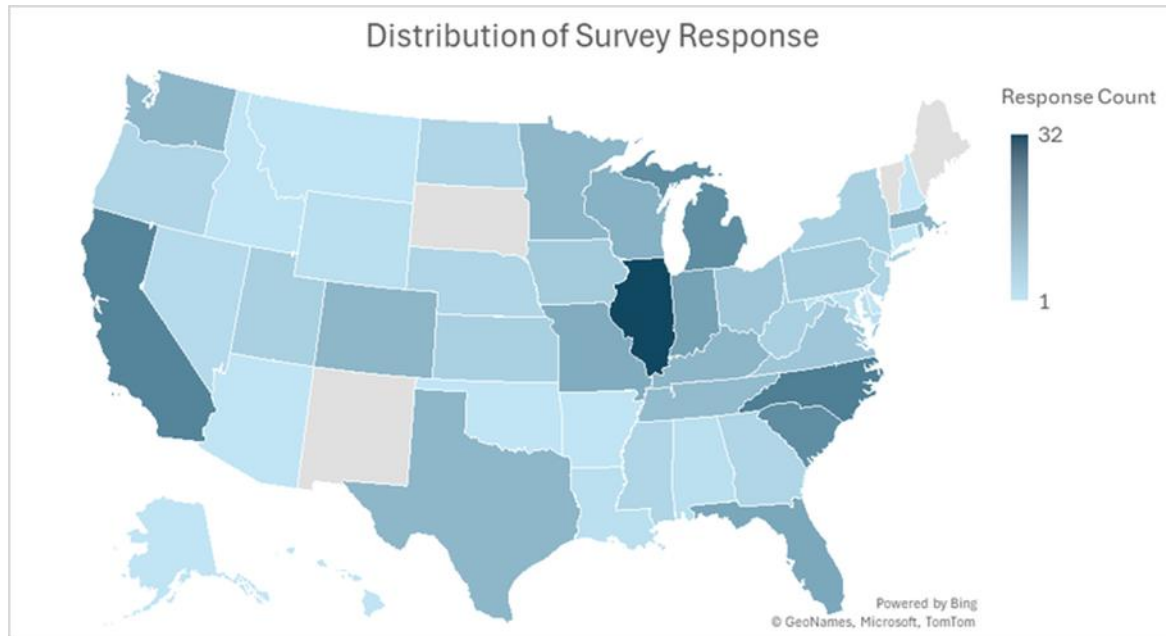 Distribution of Survey Response
Response Count
32
1
Powered by Bing
© GeoNames, Microsoft, TomTom